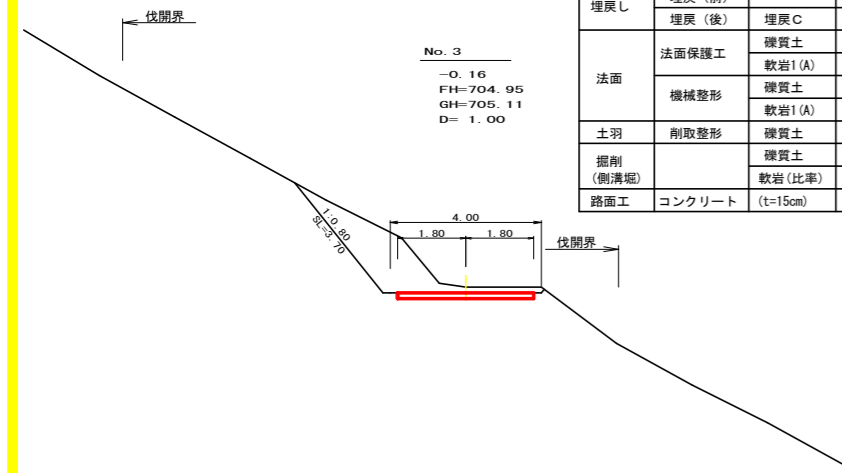 伐開界
No. 3
-0. 16
FH=704. 95
GH=705. 11
D= 1. 00
埋戻し
埋戻（後） 埋戻C
法面 法面保護工 礫質土
軟岩1(A)
機械整形 礫質土
軟岩1(A)
土羽 削取整形 礫質土
掘削
(側溝掘)
礫質土
軟岩(比率)
路面工 コンクリート (t=15cm)
1:0. 80
SL=3. 70
4. 00
1. 80 1. 80
伐開界